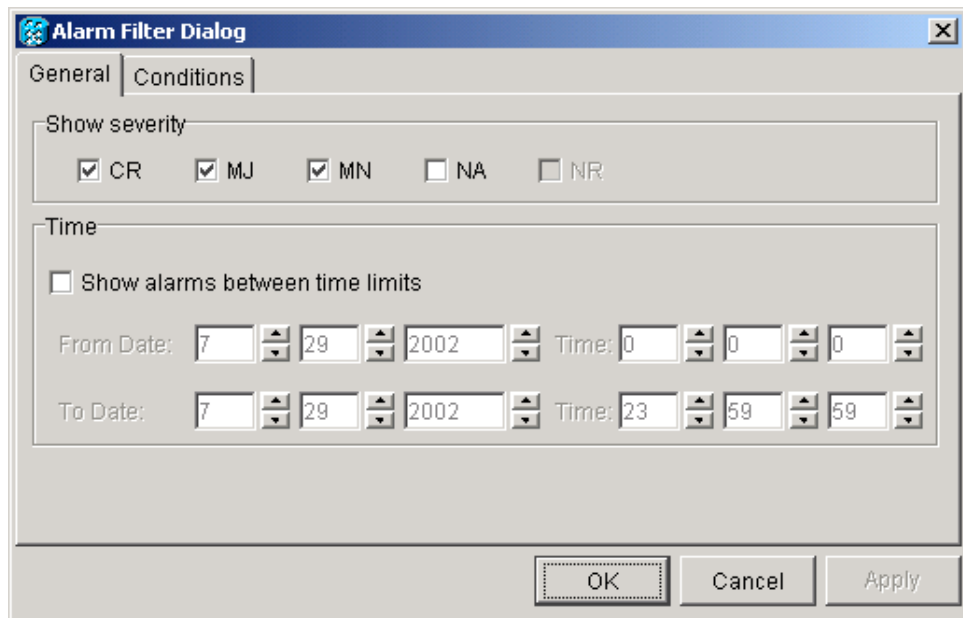 Alarm Filter Dialog
General Conditions
Show severity
CR MJ MN NA NR
Time
Show alarms between time limits
From Date: 7 29 2002 Time: 0 0 0
To Date: 7 29 2002 Time: 23 59 59
OK Cancel Apply